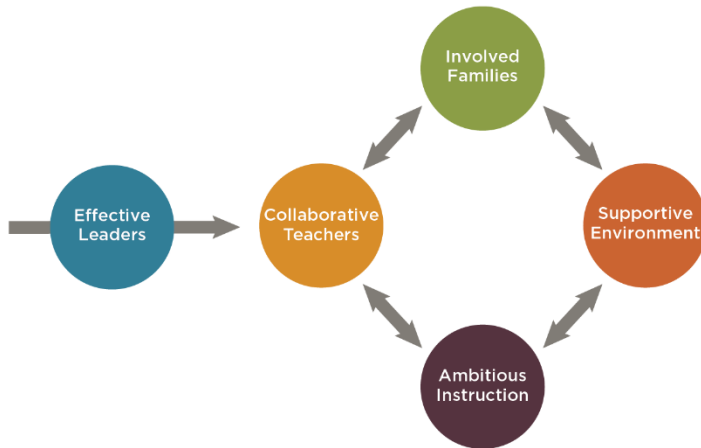 Involved
Families
Effective
Leaders
Collaborative
Teachers
Supportive
Environment
Ambitious
Instruction